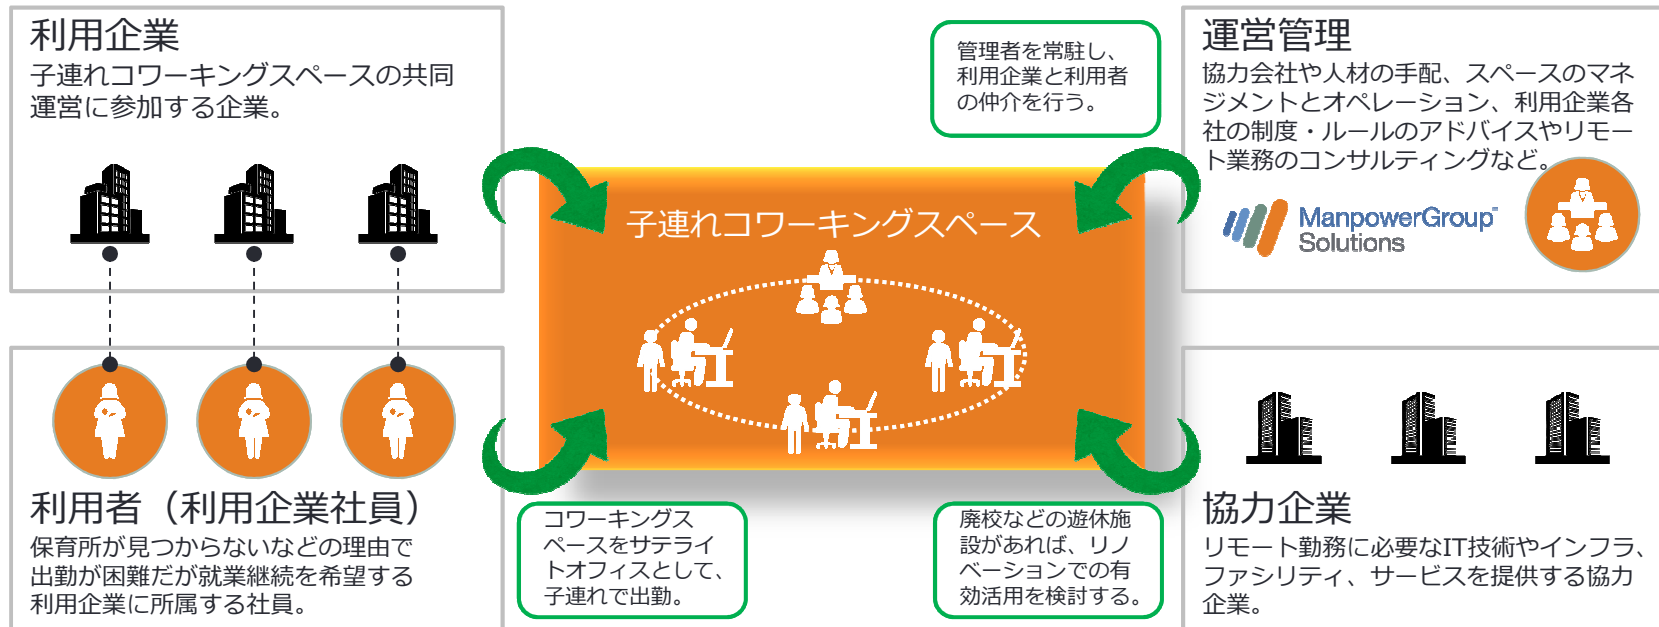 利用企業
子連れコワーキングスペースの共同
運営に参加する企業。
管理者を常駐し、
利用企業と利用者
の仲介を行う。
運営管理
協力会社や人材の手配、スペースのマネ
ジメントとオペレーション、利用企業各
社の制度・ルールのアドバイスやリモー
ト業務のコンサルティングなど。
ManpowerGroup™
Solutions
子連れコワーキングスペース
利用者（利用企業社員）
保育所が見つからないなどの理由で
出勤が困難だが就業継続を希望する
利用企業に所属する社員。
コワーキングス
ペースをサテライ
トオフィスとして、
子連れで出勤。
廃校などの遊休施
設があれば、リノ
ベーションでの有
効活用を検討する。
協力企業
リモート勤務に必要なIT技術やインフラ、
ファシリティ、サービスを提供する協力
企業。